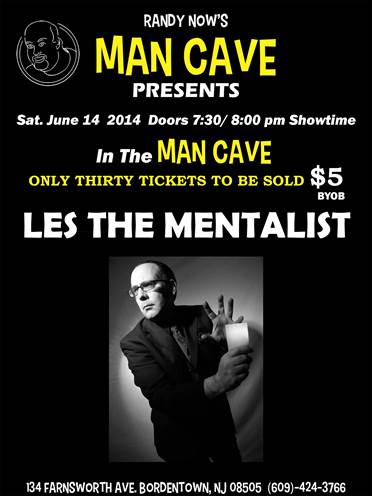 RANDY NOW'S
MAN CAVE
PRESENTS
Sat. June 14 2014 Doors 7:30/ 8:00 pm Showtime
In The MAN CAVE
ONLY THIRTY TICKETS TO BE SOLD $5
BYOB
LES THE MENTALIST
134 FARNSWORTH AVE. BORDENTOWN, NJ 08505 (609)-424-3766